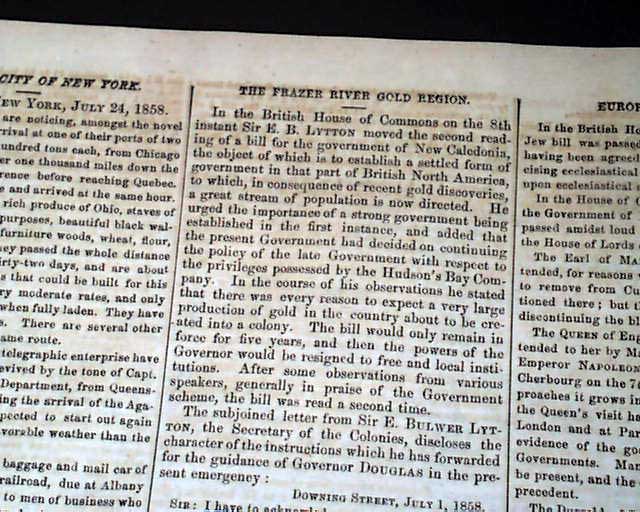 CITY OF NEW YORK.
NEW YORK, JULY 24, 1858.
are noticing, amongst the novel
rrival at one of their ports of two
undred tons each, from Chicago
er one thousand miles down the
rence before reaching Quebec.
e and arrived at the same hour.
rich produce of Ohio, staves of
purposes, beautiful black wal-
furniture woods, wheat, flour,
ey passed the whole distance
irty-two days, and are about
s that could be built for this
ry moderate rates, and only
when fully laden. They have
s. There are several other
ame route.
telegraphic enterprise have
evived by the tone of Capt.
Department, from Queens-
ing the arrival of the Aga-
pected to start out again
vorable weather than the
baggage and mail car of
railroad, due at Albany
to men of business who
THE FRAZER RIVER GOLD REGION.
In the British House of Commons on the 8th
instant Sir E. B. LYTTON moved the second read-
ing of a bill for the government of New Caledonia,
the object of which is to establish a settled form of
government in that part of British North America,
to which, in consequence of recent gold discoveries,
a great stream of population is now directed. He
urged the importance of a strong government being
established in the first instance, and added that
the present Government had decided on continuing
the policy of the late Government with respect to
the privileges possessed by the Hudson's Bay Com-
pany. In the course of his observations he stated
that there was every reason to expect a very large
production of gold in the country about to be cre-
ated into a colony. The bill would only remain in
force for five years, and then the powers of the
Governor would be resigned to free and local insti-
tutions. After some observations from various
speakers, generally in praise of the Government
scheme, the bill was read a second time.
The subjoined letter from Sir E. BULWER LYT-
TON, the Secretary of the Colonies, discloses the
character of the instructions which he has forwarded
for the guidance of Governor DOUGLAS in the pre-
sent emergency:
DOWNING STREET, JULY 1, 1858.
SIR: I have to
EUROP
In the British H
Jew bill was passed
having been agreed
cising ecclesiastical
upon ecclesiastical
In the House of
the Government of
passed amidst loud
the House of Lords
The Earl of MA
tended, for reasons
to remove from Cu
tioned there; but t
discontinuing the bl
The QUEEN of Eng
tended to her by M
Emperor NAPOLEON
Cherbourg on the 7
proaches it grows in
the Queen's visit h
London and at Par
evidence of the go
Governments. Ma
be present, and the
precedent.